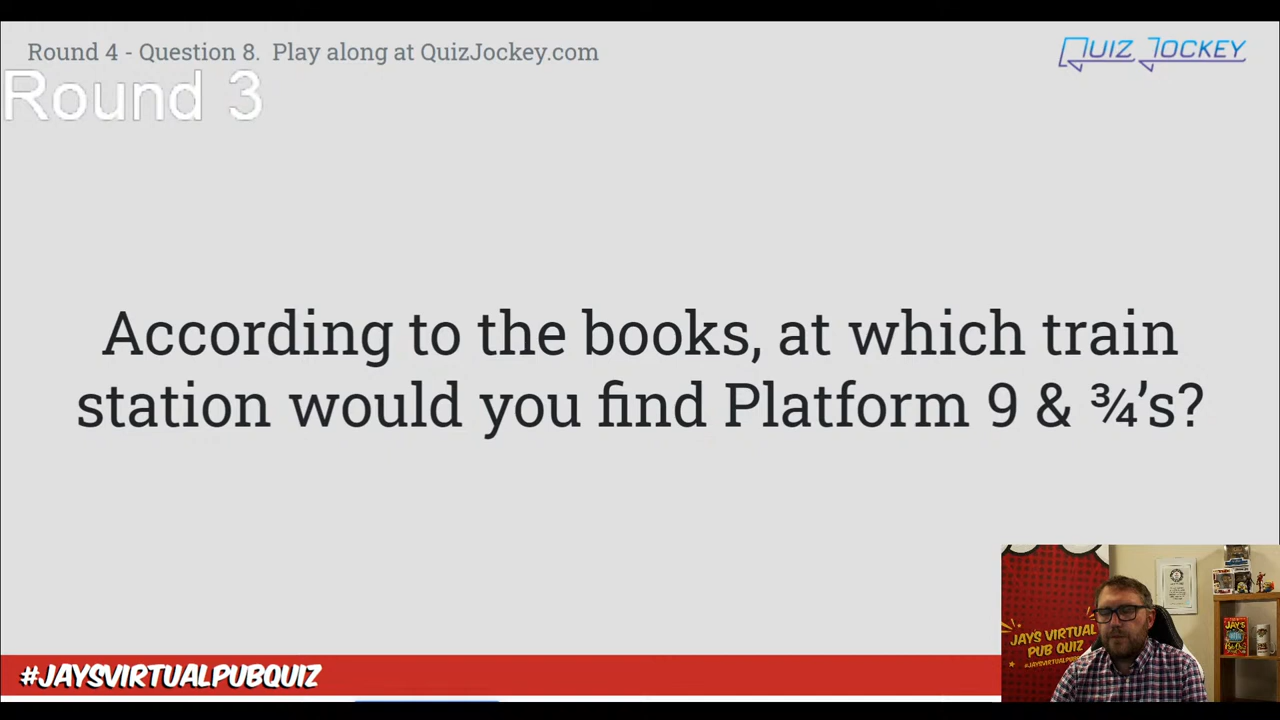 Round 4 - Question 8. Play along at QuizJockey.com
QUIZ JOCKEY
Round 3
According to the books, at which train
station would you find Platform 9 & ¾’s?
JAYS VIRTUAL
PUB QUIZ
JAY'S
#JAYSVIRTUALPUBQUIZ